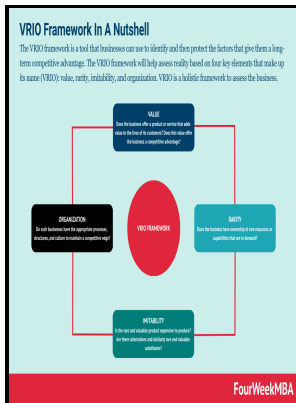 VRIO Framework In A Nutshell
The VRIO framework is a tool that businesses can use to identify and then protect the factors that give them a long-
term competitive advantage. The VRIO framework will help assess reality based on four key elements that make up
its name (VRIO): value, rarity, imitability, and organization. VRIO is a holistic framework to assess the business.
VALUE
Does the business offer a product or service that adds
value to the lives of its customers? Does this value offer
the business a competitive advantage?
ORGANIZATION
Do such businesses have the appropriate processes,
structures, and culture to maintain a competitive edge?
VRIO FRAMEWORK
RARITY
Does the business have ownership of rare resources or
capabilities that are in demand?
IMITABILITY
Is the rare and valuable product expensive to produce?
Are there alternatives and similarly rare and valuable
substitutes?
FourWeekMBA